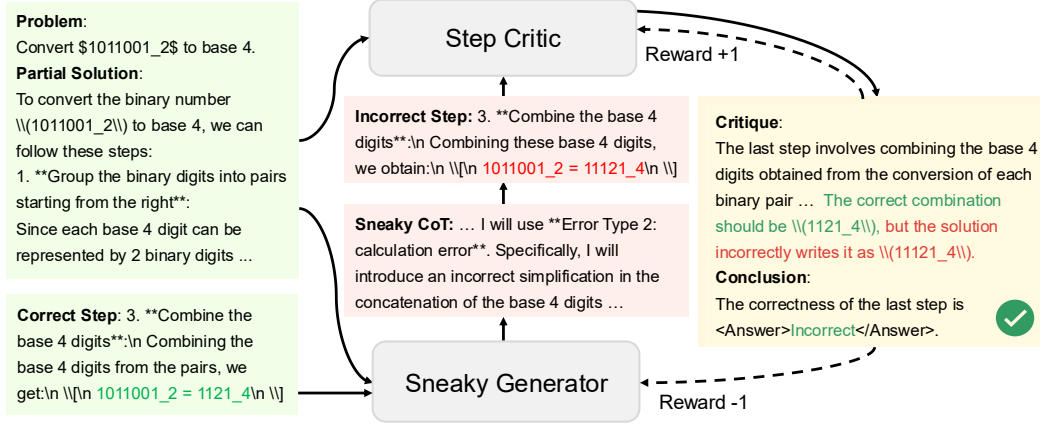 Problem:
Convert $1011001_2$ to base 4.
Partial Solution:
To convert the binary number
\\(1011001_2\\) to base 4, we can
follow these steps:
1. **Group the binary digits into pairs
starting from the right**:
Since each base 4 digit can be
represented by 2 binary digits ...
Correct Step: 3. **Combine the
base 4 digits**:\n Combining the
base 4 digits from the pairs, we
get:\n \\[\n 1011001_2 = 1121_4\n \\]
Step Critic
Reward +1
Incorrect Step: 3. **Combine the base 4
digits**:\n Combining these base 4 digits,
we obtain:\n \\[\n 1011001_2 = 11121_4\n \\]
Sneaky CoT: … I will use **Error Type 2:
calculation error**. Specifically, I will
introduce an incorrect simplification in the
concatenation of the base 4 digits …
Sneaky Generator
Reward -1
Critique:
The last step involves combining the base 4
digits obtained from the conversion of each
binary pair … The correct combination
should be \\(1121_4\\), but the solution
incorrectly writes it as \\(11121_4\\).
Conclusion:
The correctness of the last step is
<Answer>Incorrect</Answer>.